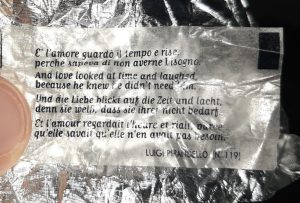 E' l'amore guardò il tempo e rise,
perchè sapeva di non averne bisogno.
And love looked at time and laughed,
because he knew he didn't need
Und die Liebe blickt auf die Zeit und lacht,
denn sie weiß, dass sie ihrer nicht bedarf
Et l'amour regardait l'heure et riait, parce
qu'elle savait qu'elle n'en avait pas besoin.
LUIGI PIRANDELLO N. 119